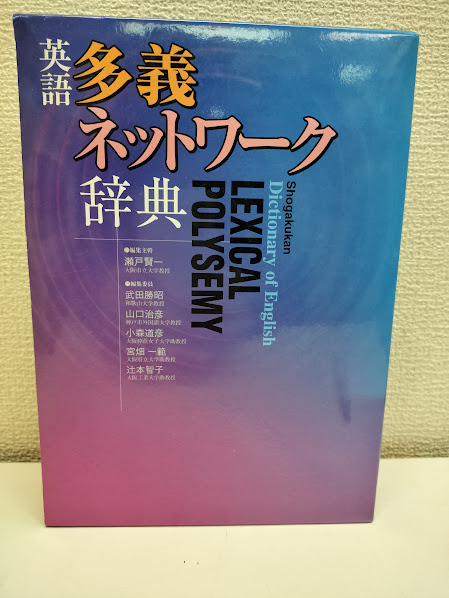 英語
多義
ネットワーク
辞典
Shogakukan
Dictionary of English
LEXICAL
POLYSEMY
●編集主幹
瀬戸賢一
大阪市立大学教授
●編集委員
武田勝昭
和歌山大学教授
山口治彦
神戸市外国語大学教授
小森道彦
大阪樟蔭女子大学助教授
宮畑 一範
大阪府立大学助教授
辻本智子
大阪工業大学助教授